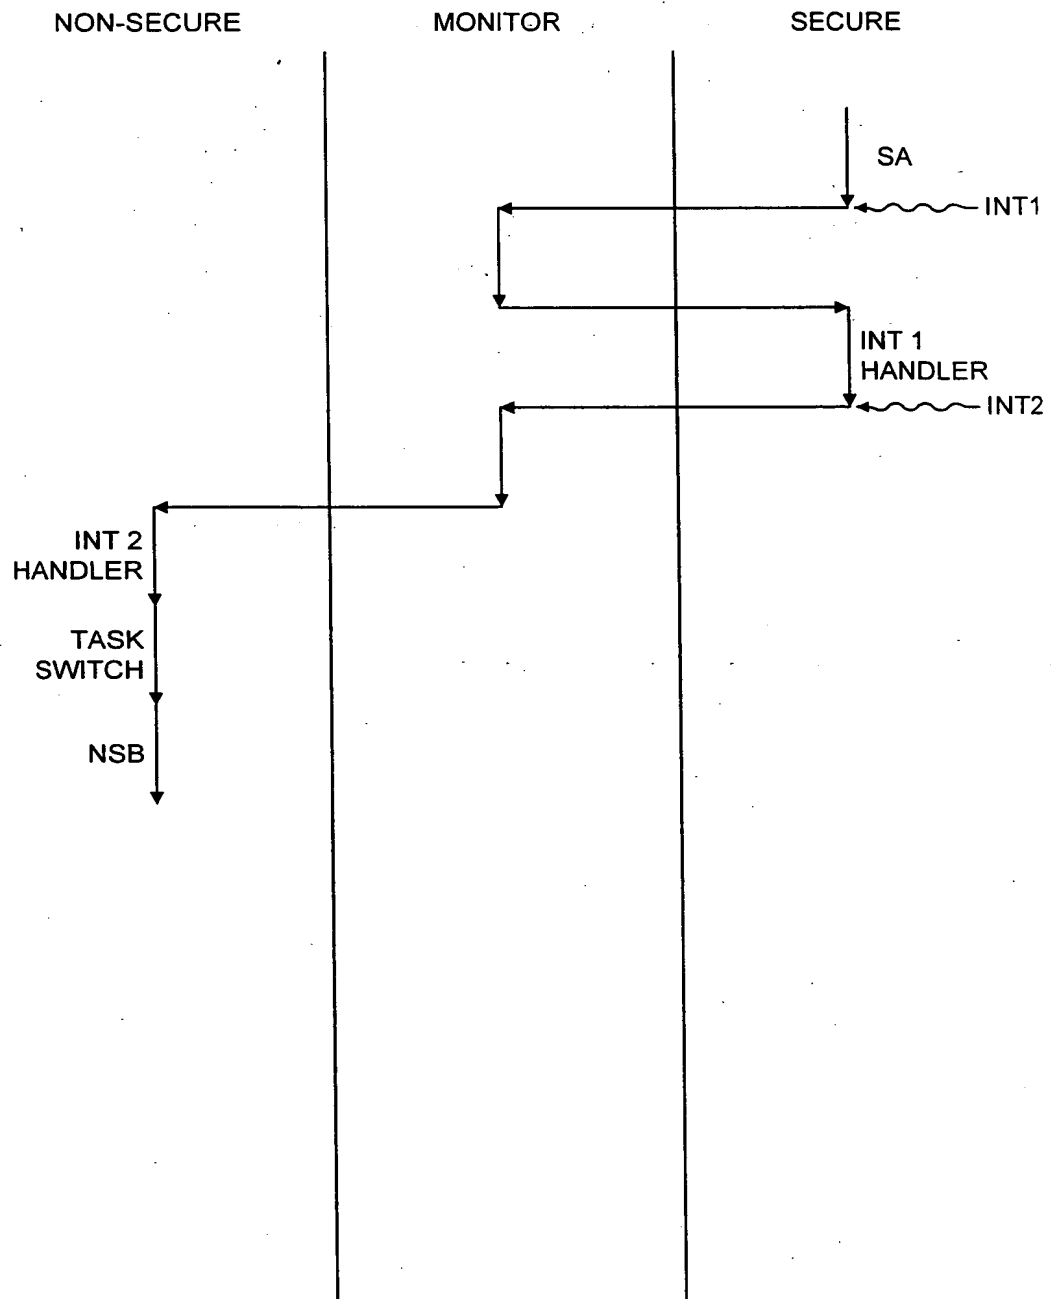 NON-SECURE
MONITOR
SECURE
SA
INT1
INT 1
HANDLER
INT2
INT 2
HANDLER
TASK
SWITCH
NSB